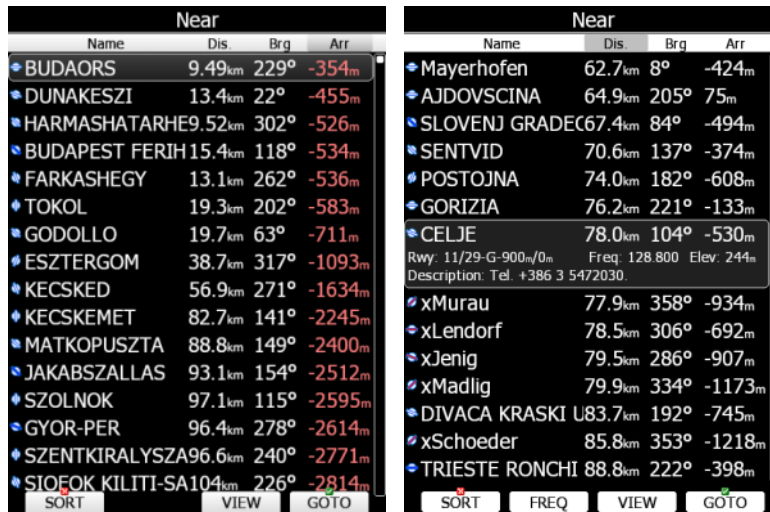 Near
Name Dis. Brg Arr
BUDAORS 9.49km 229° -354m
DUNAKESZI 13.4km 22° -455m
HARMASHATARHE9.52km 302° -526m
BUDAPEST FERIH15.4km 118° -534m
FARKASHEGY 13.1km 262° -536m
TOKOL 19.3km 202° -583m
GODOLLO 19.7km 63° -711m
ESZTERGOM 38.7km 317° -1093m
KECSKED 56.9km 271° -1634m
KECSKEMET 82.7km 141° -2245m
MATKOPUSZTA 88.8km 149° -2400m
JAKABSZALLAS 93.1km 154° -2512m
SZOLNOK 97.1km 115° -2595m
GYOR-PER 96.4km 278° -2614m
SZENTKIRALYSZA96.6km 240° -2771m
SIOFOK KILITI-SA104km 226° -2814m
SORT VIEW GOTO
Near
Name Dis. Brg Arr
Mayerhofen 62.7km 8° -424m
AJDOVSCINA 64.9km 205° 75m
SLOVENJ GRADEC67.4km 84° -494m
SENTVID 70.6km 137° -374m
POSTOJNA 74.0km 182° -608m
GORIZIA 76.2km 221° -133m
CELJE 78.0km 104° -530m
Rwy: 11/29-G-900m/0m Freq: 128.800 Elev: 244m
Description: Tel. +386 3 5472030.
xMurau 77.9km 358° -934m
xLendorf 78.5km 306° -692m
xJenig 79.5km 286° -907m
xMadlig 79.9km 334° -1173m
DIVACA KRASKI U83.7km 192° -745m
xSchoeder 85.8km 353° -1218m
TRIESTE RONCHI 88.8km 222° -398m
SORT FREQ VIEW GOTO